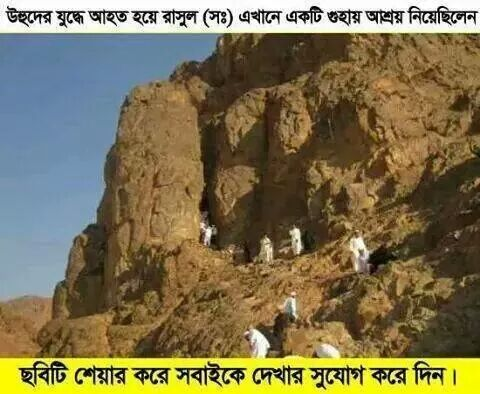 উহুদের যুদ্ধে আহত হয়ে রাসুল (সঃ) এখানে একটি গুহায় আশ্রয় নিয়েছিলেন
ছবিটি শেয়ার করে সবাইকে দেখার সুযোগ করে দিন।